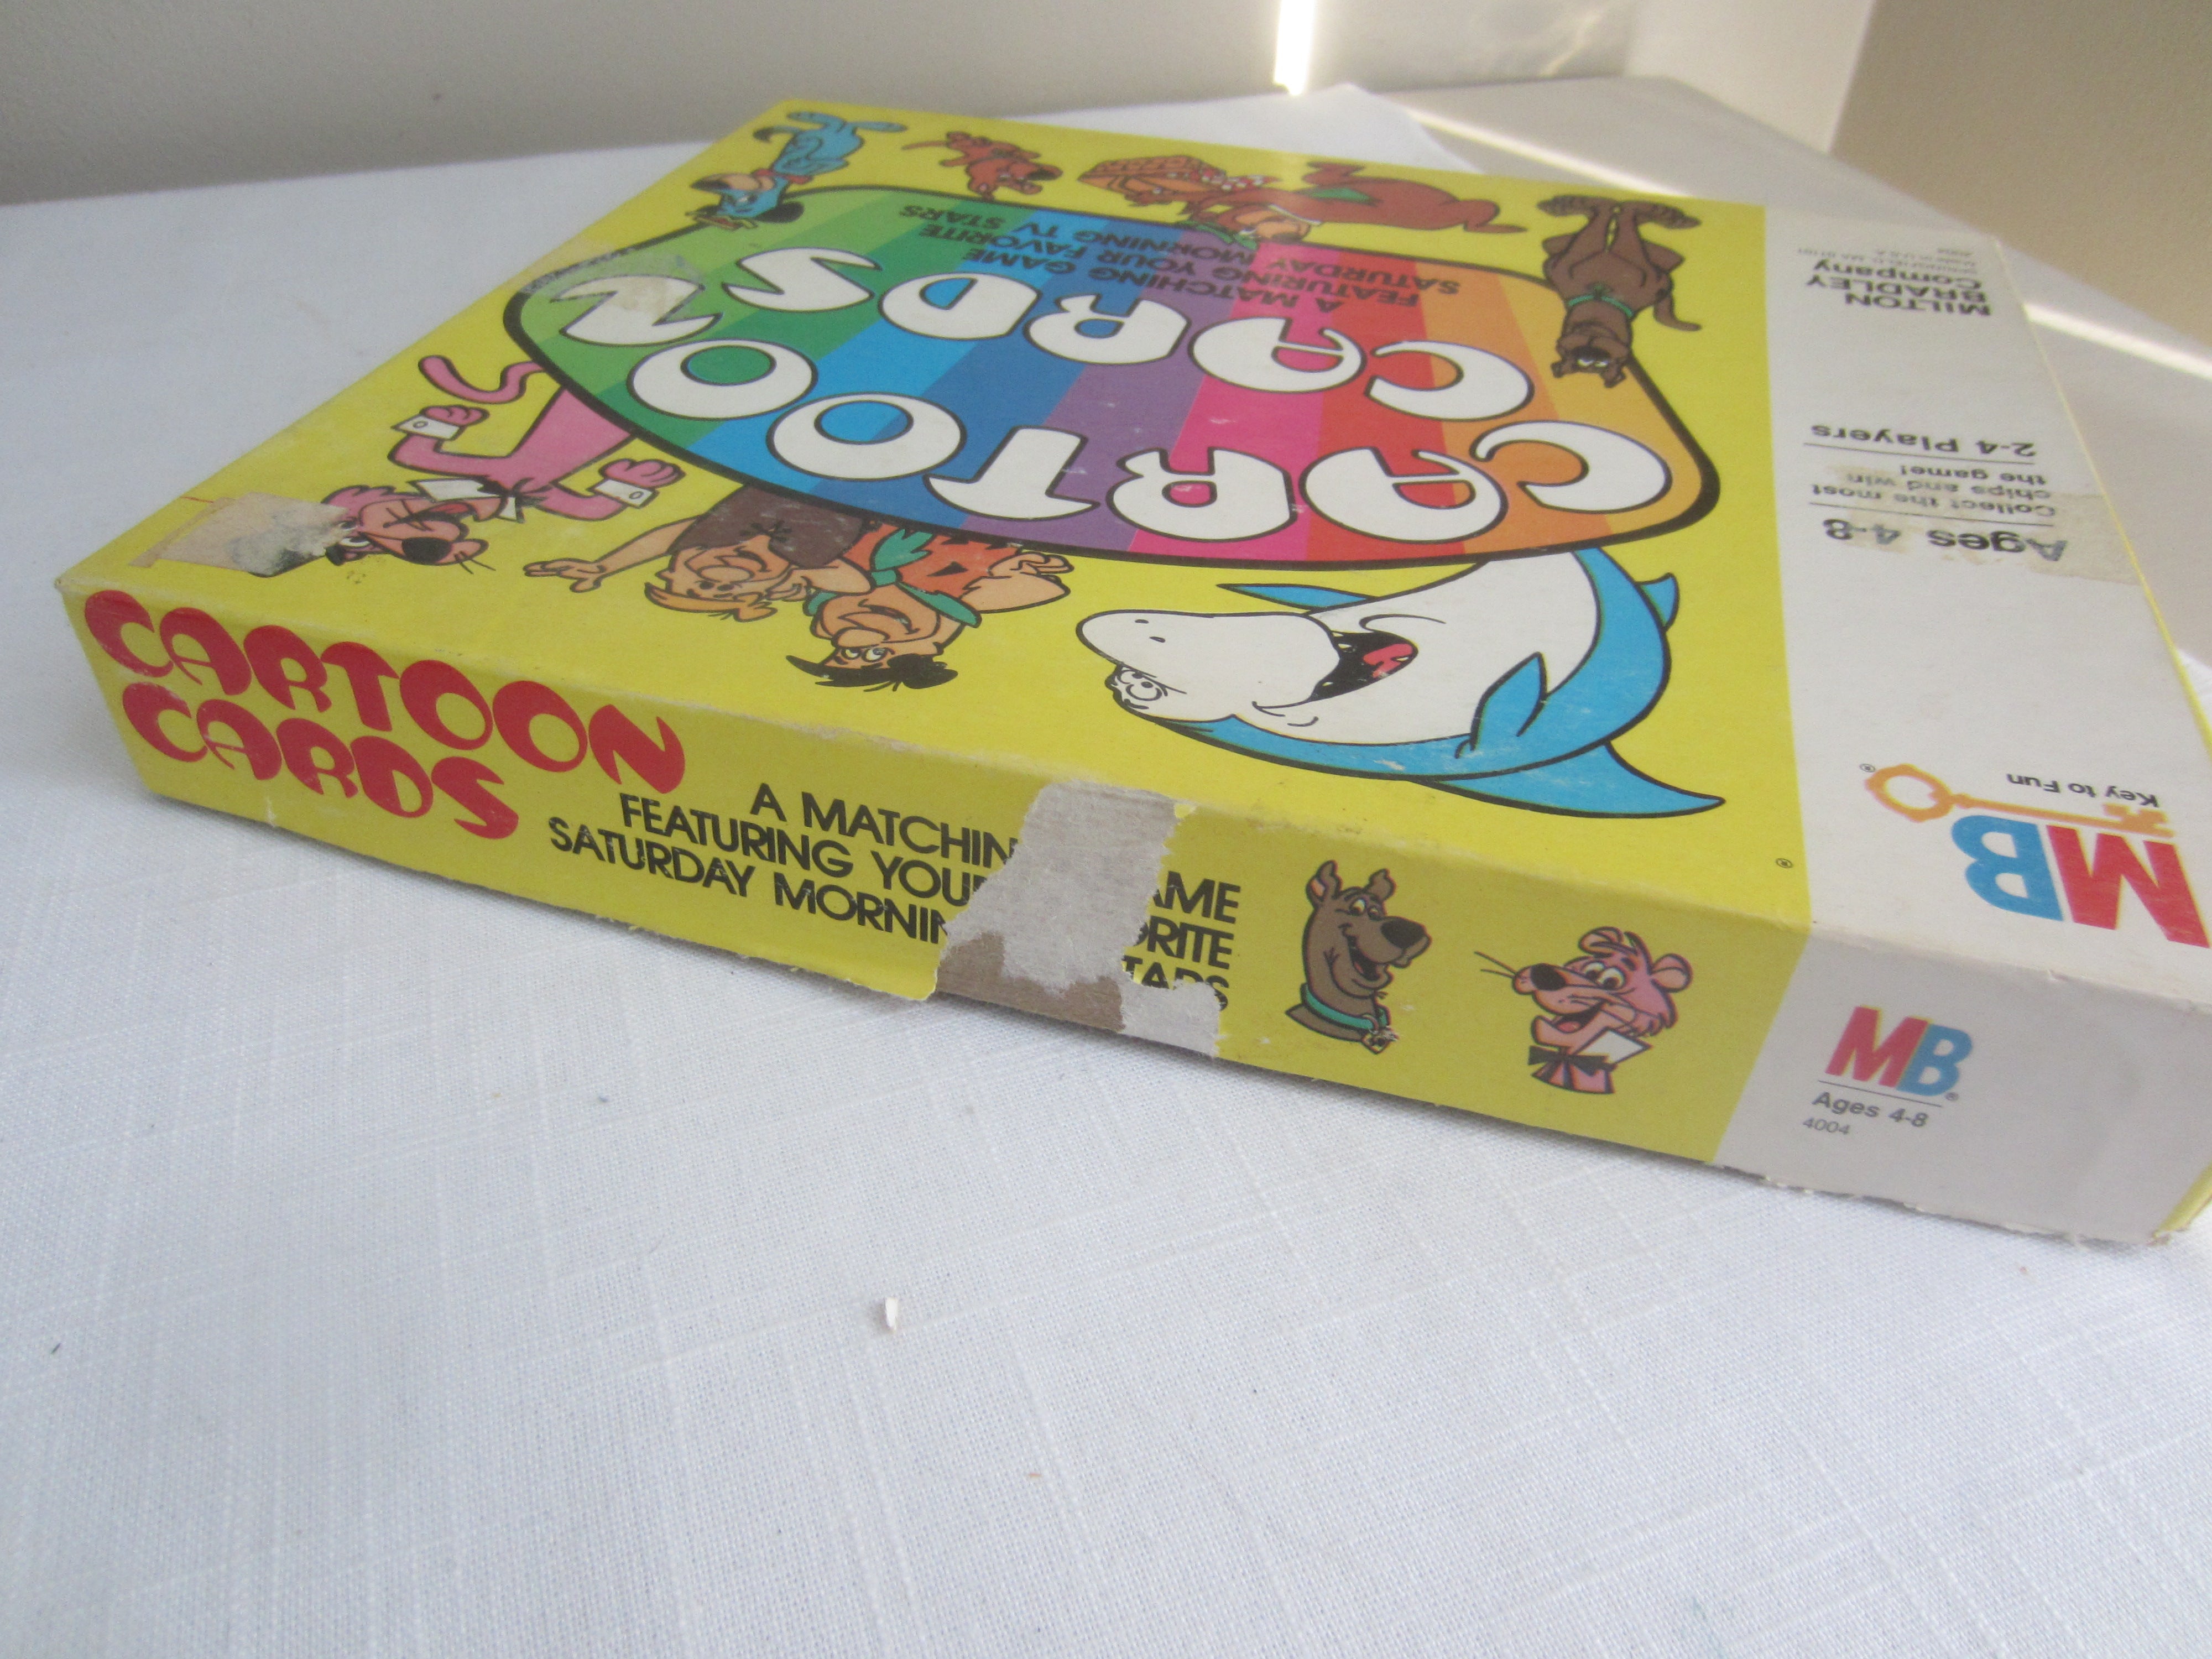 CARTOON
CARDS
A MATCHING GAME
FEATURING YOUR FAVORITE
SATURDAY MORNING TV
STARS
MILTON
BRADLEY
Company
2-4 Players
Collect the most
chips and win
the game!
Ages 4-8
Key to Fun
®
MB
®
CARTOON
CARDS
A MATCHIN AME
FEATURING YOU RITE
SATURDAY MORNIN TARS
MB®
Ages 4-8
4004